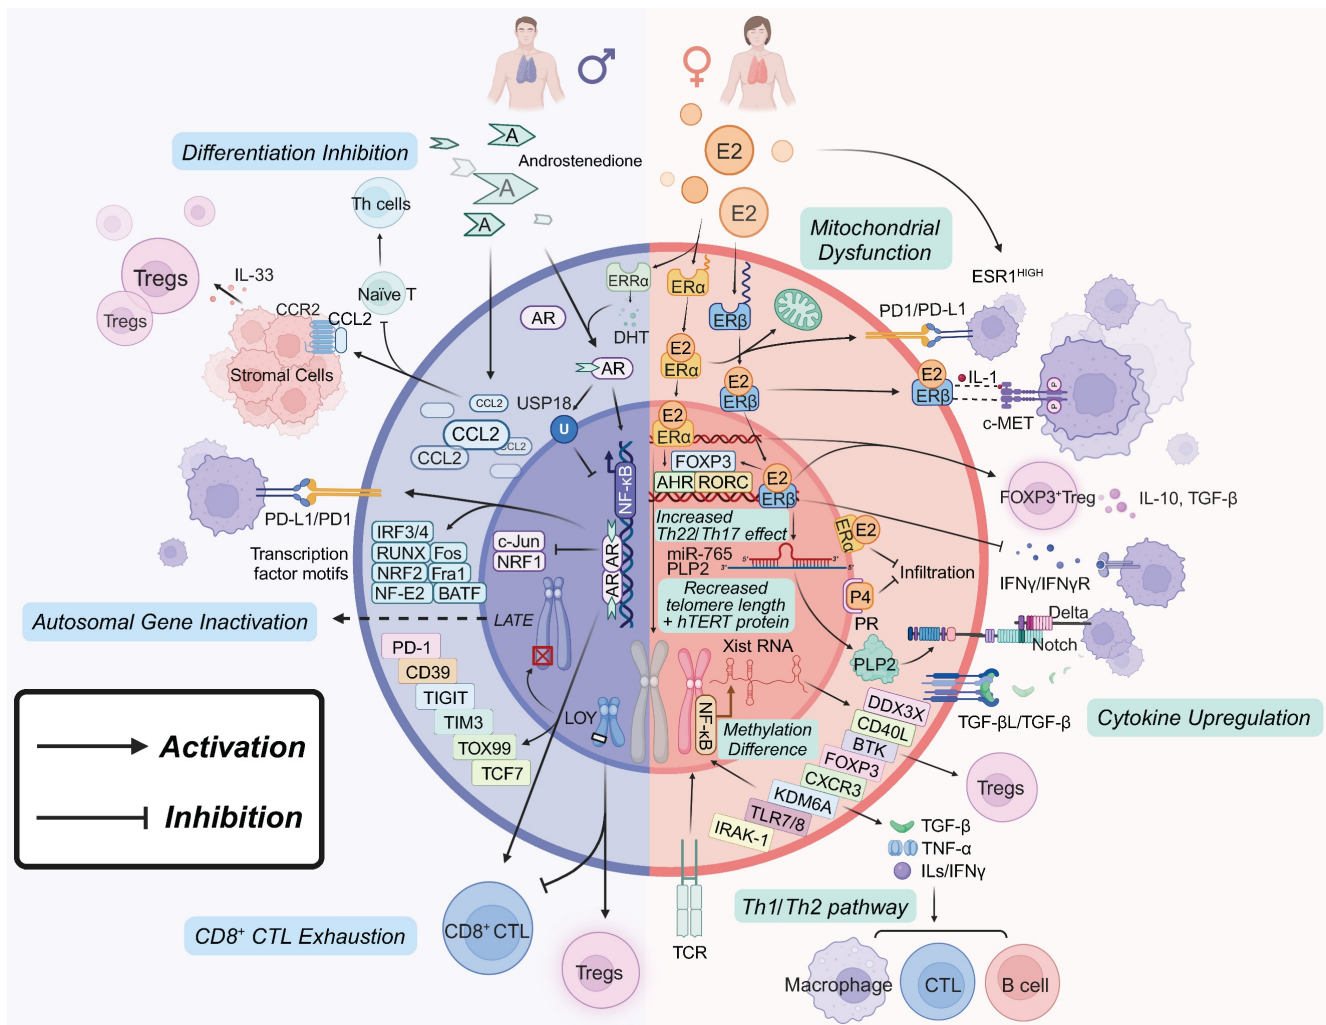 ♂
♀
A
A
A
Androstenedione
Differentiation Inhibition
Th cells
Tregs
Tregs
IL-33
Naïve T
CCR2
CCL2
Stromal Cells
E2
E2
Mitochondrial
Dysfunction
ESR1HIGH
PD1/PD-L1
ERRα
ERα
ERβ
AR
DHT
AR
E2
ERα
E2
ERβ
E2
ERβ
IL-1
c-MET
P
P
USP18
U
CCL2
CCL2
CCL2
CCL2
E2
ERα
NF-κB
FOXP3
AHR
RORC
E2
ERβ
FOXP3+Treg
IL-10, TGF-β
PD-L1/PD1
Transcription
factor motifs
IRF3/4
RUNX
Fos
NRF2
Fra1
NF-E2
BATF
c-Jun
NRF1
AR
AR
AR
AR
Increased
Th22/Th17 effect
miR-765
PLP2
3'
5'
5'
ERα
E2
Infiltration
IFNγ/IFNγR
P4
PR
Decreased
telomere length
+ hTERT protein
Autosomal Gene Inactivation
LATE
Xist RNA
PLP2
Delta
Notch
TGF-βL/TGF-β
Cytokine Upregulation
PD-1
CD39
TIGIT
TIM3
TOX99
TCF7
LOY
NF-κB
Methylation
Difference
DDX3X
CD40L
BTK
FOXP3
CXCR3
KDM6A
TLR7/8
IRAK-1
Tregs
TGF-β
TNF-α
ILs/IFNγ
Activation
Inhibition
CD8+ CTL Exhaustion
CD8+ CTL
Tregs
TCR
Th1/Th2 pathway
Macrophage
CTL
B cell